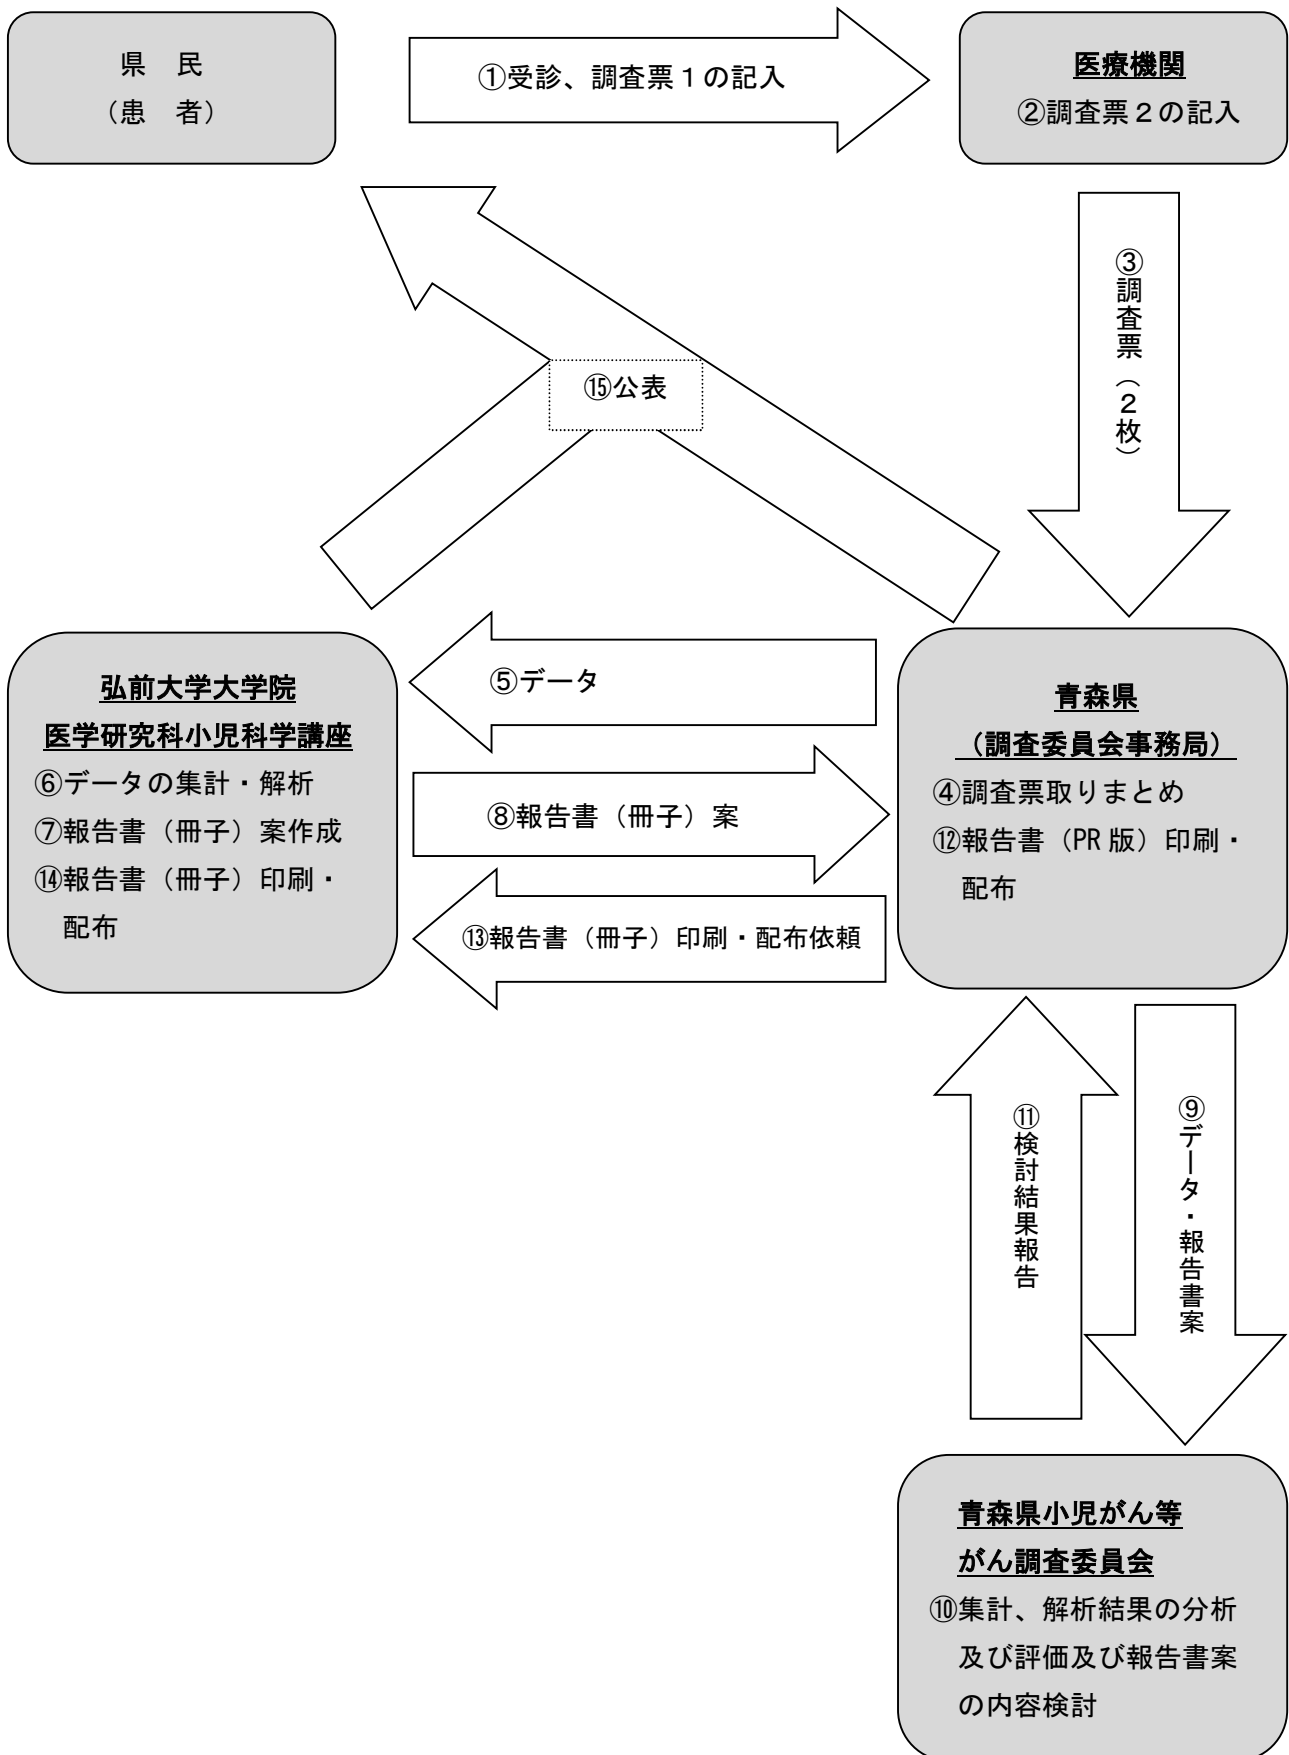 県　民
（患　者）
①受診、調査票１の記入
医療機関
②調査票２の記入
③調査票（２枚）
⑮公表
弘前大学大学院
医学研究科小児科学講座
⑥データの集計・解析
⑦報告書（冊子）案作成
⑭報告書（冊子）印刷・
配布
⑤データ
⑧報告書（冊子）案
⑬報告書（冊子）印刷・配布依頼
青森県
（調査委員会事務局）
④調査票取りまとめ
⑫報告書（PR 版）印刷・
配布
⑪検討結果報告
⑨データ・報告書案
青森県小児がん等
がん調査委員会
⑩集計、解析結果の分析
及び評価及び報告書案
の内容検討